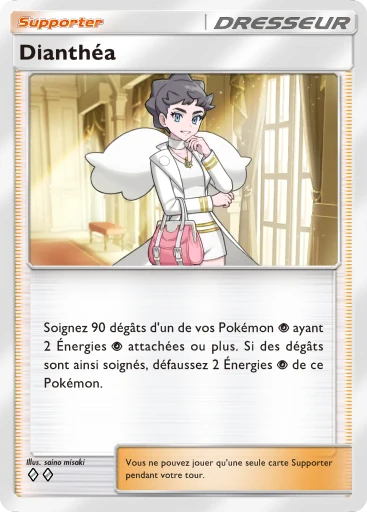 Supporter
DRESSEUR
Dianthéa
Soignez 90 dégâts d'un de vos Pokémon ayant
2 Énergies attachées ou plus. Si des dégâts
sont ainsi soignés, défaussez 2 Énergies de ce
Pokémon.
Illus. saino misaki
Vous ne pouvez jouer qu'une seule carte Supporter
pendant votre tour.